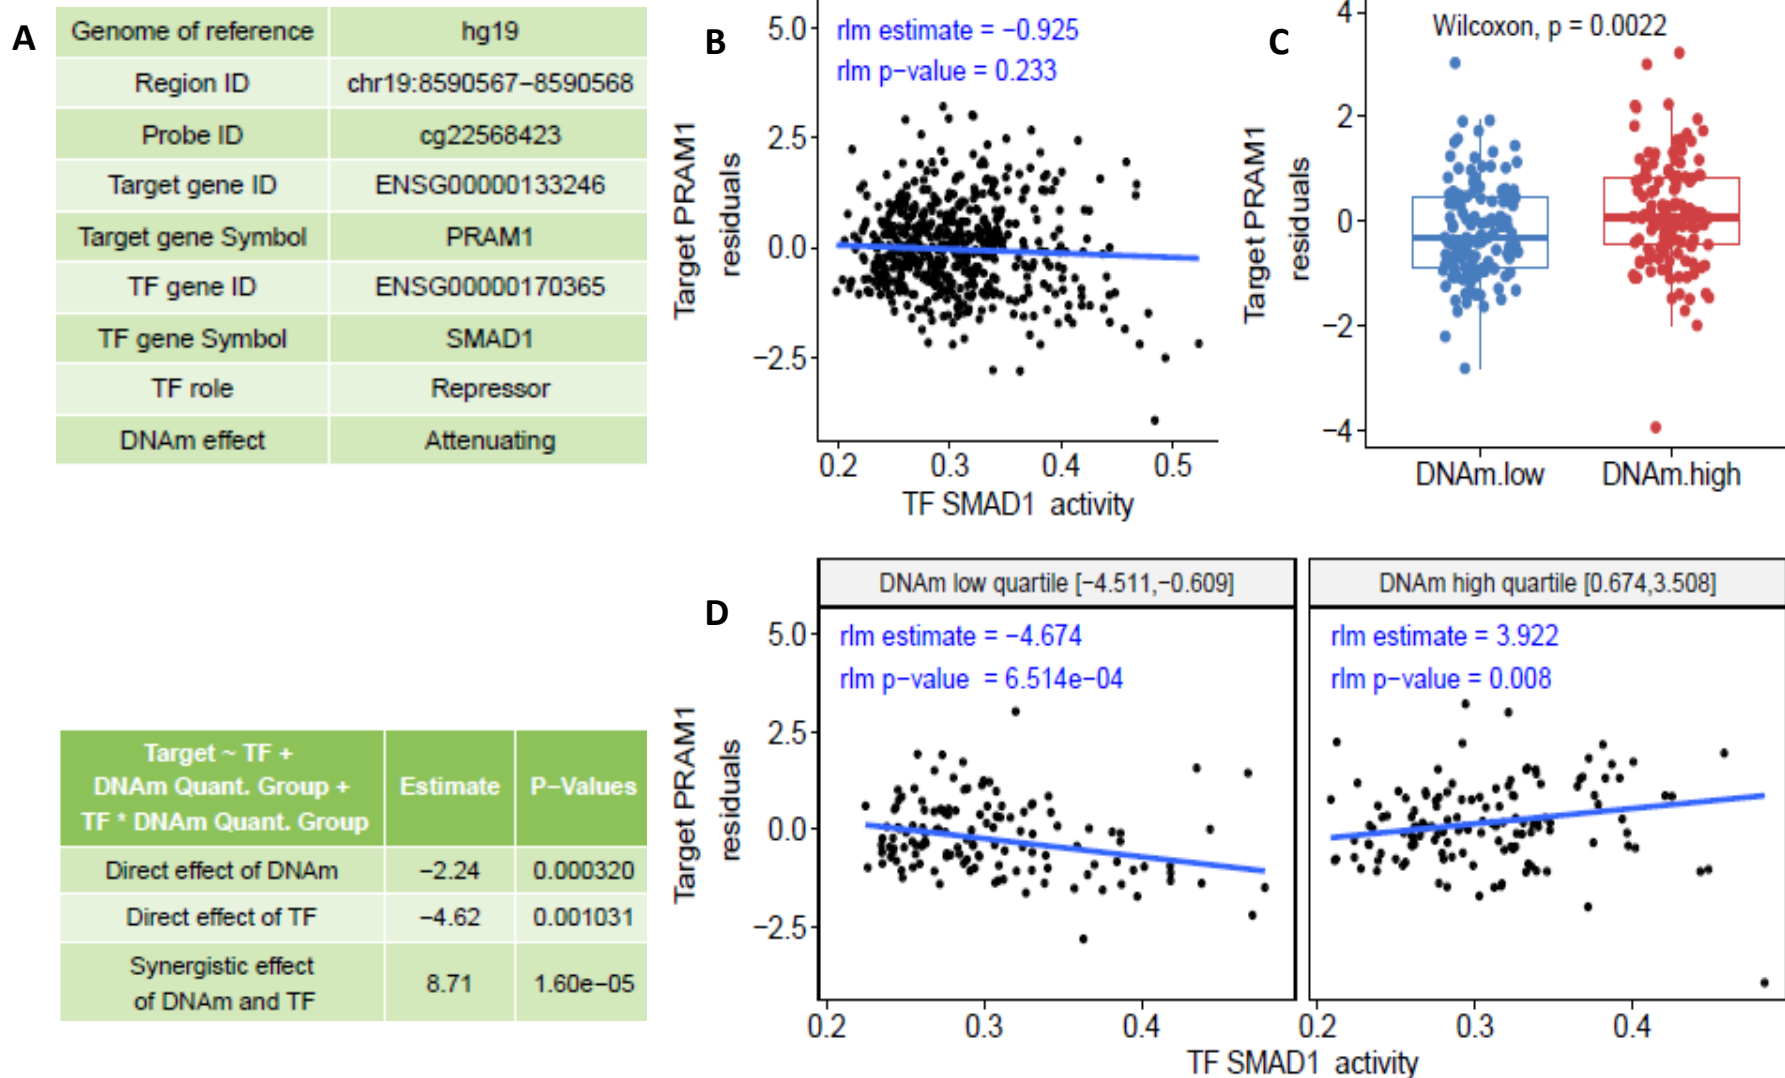 A
Genome of reference hg19
Region ID chr19:8590567−8590568
Probe ID cg22568423
Target gene ID ENSG00000133246
Target gene Symbol PRAM1
TF gene ID ENSG00000170365
TF gene Symbol SMAD1
TF role Repressor
DNAm effect Attenuating
Target ~ TF +
DNAm Quant. Group +
TF * DNAm Quant. Group
Estimate
P−Values
Direct effect of DNAm −2.24 0.000320
Direct effect of TF −4.62 0.001031
Synergistic effect
of DNAm and TF
8.71 1.60e−05
B
rlm estimate = −0.925
rlm p−value = 0.233
5.0
2.5
0.0
−2.5
Target PRAM1
residuals
0.2 0.3 0.4 0.5
TF SMAD1 activity
C
Wilcoxon, p = 0.0022
4
2
0
−2
−4
Target PRAM1
residuals
DNAm.low DNAm.high
D
DNAm low quartile [−4.511,−0.609]
DNAm high quartile [0.674,3.508]
rlm estimate = −4.674
rlm p−value = 6.514e−04
rlm estimate = 3.922
rlm p−value = 0.008
5.0
2.5
0.0
−2.5
Target PRAM1
residuals
0.2 0.3 0.4
0.2 0.3 0.4
TF SMAD1 activity